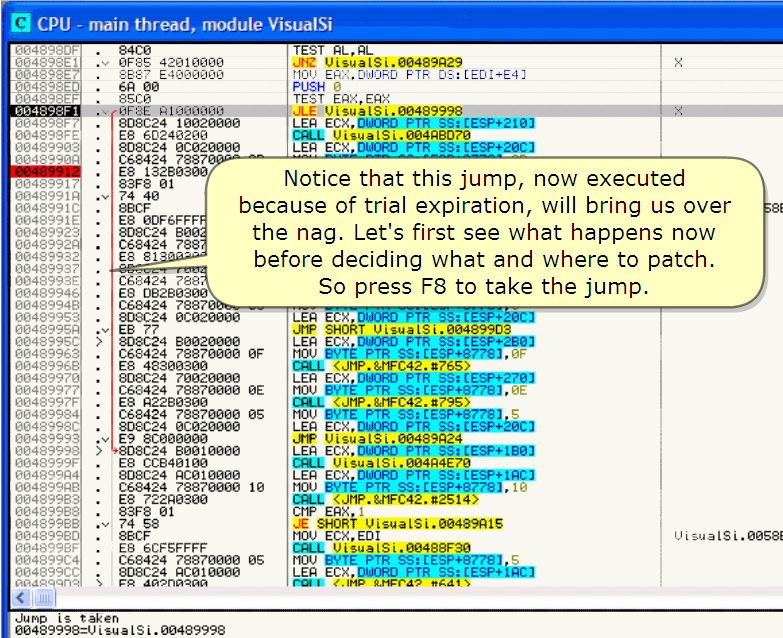 C CPU - main thread, module VisualSi
004898DF . 84C0 TEST AL,AL
004898E1 .v 0F85 42010000 JNZ VisualSi.00489A29 X
004898E7 . 8B87 E4000000 MOV EAX,DWORD PTR DS:[EDI+E4]
004898ED . 6A 00 PUSH 0
004898EF . 85C0 TEST EAX,EAX
004898F1 .v 0F8E A1000000 JLE VisualSi.00489998 X
004898F7 . 8D8C24 10020000 LEA ECX,DWORD PTR SS:[ESP+210]
004898FE . E8 6D240200 CALL VisualSi.004ABD70
00489903 . 8D8C24 0C020000 LEA ECX,DWORD PTR SS:[ESP+20C]
0048990A . C68424 78870000
00489912 . E8 132B0300
00489917 . 83F8 01
0048991A .v 74 40
0048991C . 8BCF
0048991E . E8 0DF6FFFF
00489923 . 8D8C24 B002
0048992A . C68424 7887
00489932 . E8 81300
00489937 .
0048993E . C68424 7887
00489946 . E8 DB2B0300
0048994B . C68424 78870000
00489953 . 8D8C24 0C020000 LEA ECX,DWORD PTR SS:[ESP+20C]
0048995A .v EB 77 JMP SHORT VisualSi.004899D3
0048995C > 8D8C24 B0020000 LEA ECX,DWORD PTR SS:[ESP+2B0]
00489963 . C68424 78870000 0F MOV BYTE PTR SS:[ESP+8778],0F
0048996B . E8 48300300 CALL <JMP.&MFC42.#765>
00489970 . 8D8C24 70020000 LEA ECX,DWORD PTR SS:[ESP+270]
00489977 . C68424 78870000 0E MOV BYTE PTR SS:[ESP+8778],0E
0048997F . E8 A22B0300 CALL <JMP.&MFC42.#795>
00489984 . C68424 78870000 05 MOV BYTE PTR SS:[ESP+8778],5
0048998C . 8D8C24 0C020000 LEA ECX,DWORD PTR SS:[ESP+20C]
00489993 .v E9 8C000000 JMP VisualSi.00489A24
00489998 > 8D8C24 B0010000 LEA ECX,DWORD PTR SS:[ESP+1B0]
0048999F . E8 CCB40100 CALL VisualSi.004A4E70
004899A4 . 8D8C24 AC010000 LEA ECX,DWORD PTR SS:[ESP+1AC]
004899AB . C68424 78870000 10 MOV BYTE PTR SS:[ESP+8778],10
004899B3 . E8 722A0300 CALL <JMP.&MFC42.#2514>
004899B8 . 83F8 01 CMP EAX,1
004899BB .v 74 58 JE SHORT VisualSi.00489A15
004899BD . 8BCF MOV ECX,EDI VisualSi.0058
004899BF . E8 6CF5FFFF CALL VisualSi.00488F30
004899C4 . C68424 78870000 05 MOV BYTE PTR SS:[ESP+8778],5
004899CC . 8D8C24 AC010000 LEA ECX,DWORD PTR SS:[ESP+1AC]
004899D3 > E8 402D0300 CALL <JMP.&MFC42.#641>
Notice that this jump, now executed
because of trial expiration, will bring us over
the nag. Let's first see what happens now
before deciding what and where to patch.
So press F8 to take the jump.
Jump is taken
00489998=VisualSi.00489998